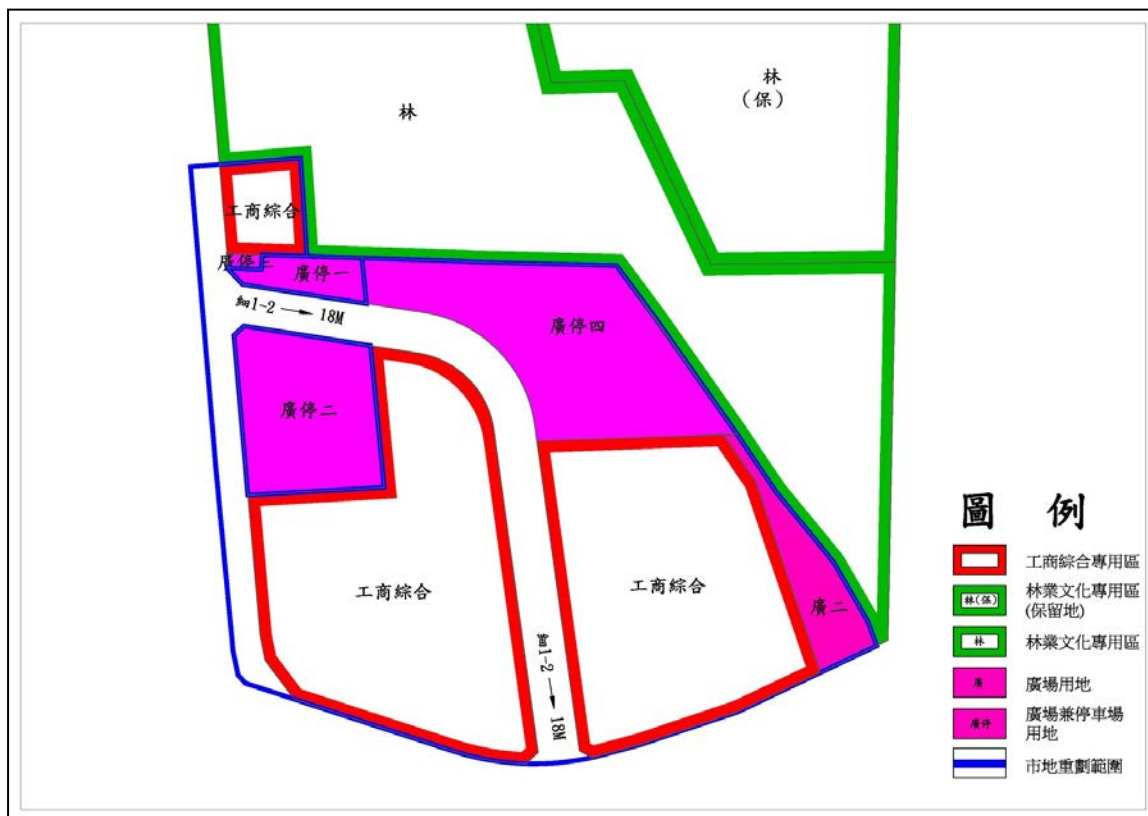 林
林
(保)
工商綜合
廣停三
廣停一
細1-2 → 18M
廣停四
廣停二
工商綜合
工商綜合
廣二
細1-2 → 18M
圖 例
工商綜合專用區
林(保) 林業文化專用區
(保留地)
林 林業文化專用區
廣 廣場用地
廣停 廣場兼停車場
用地
市地重劃範圍